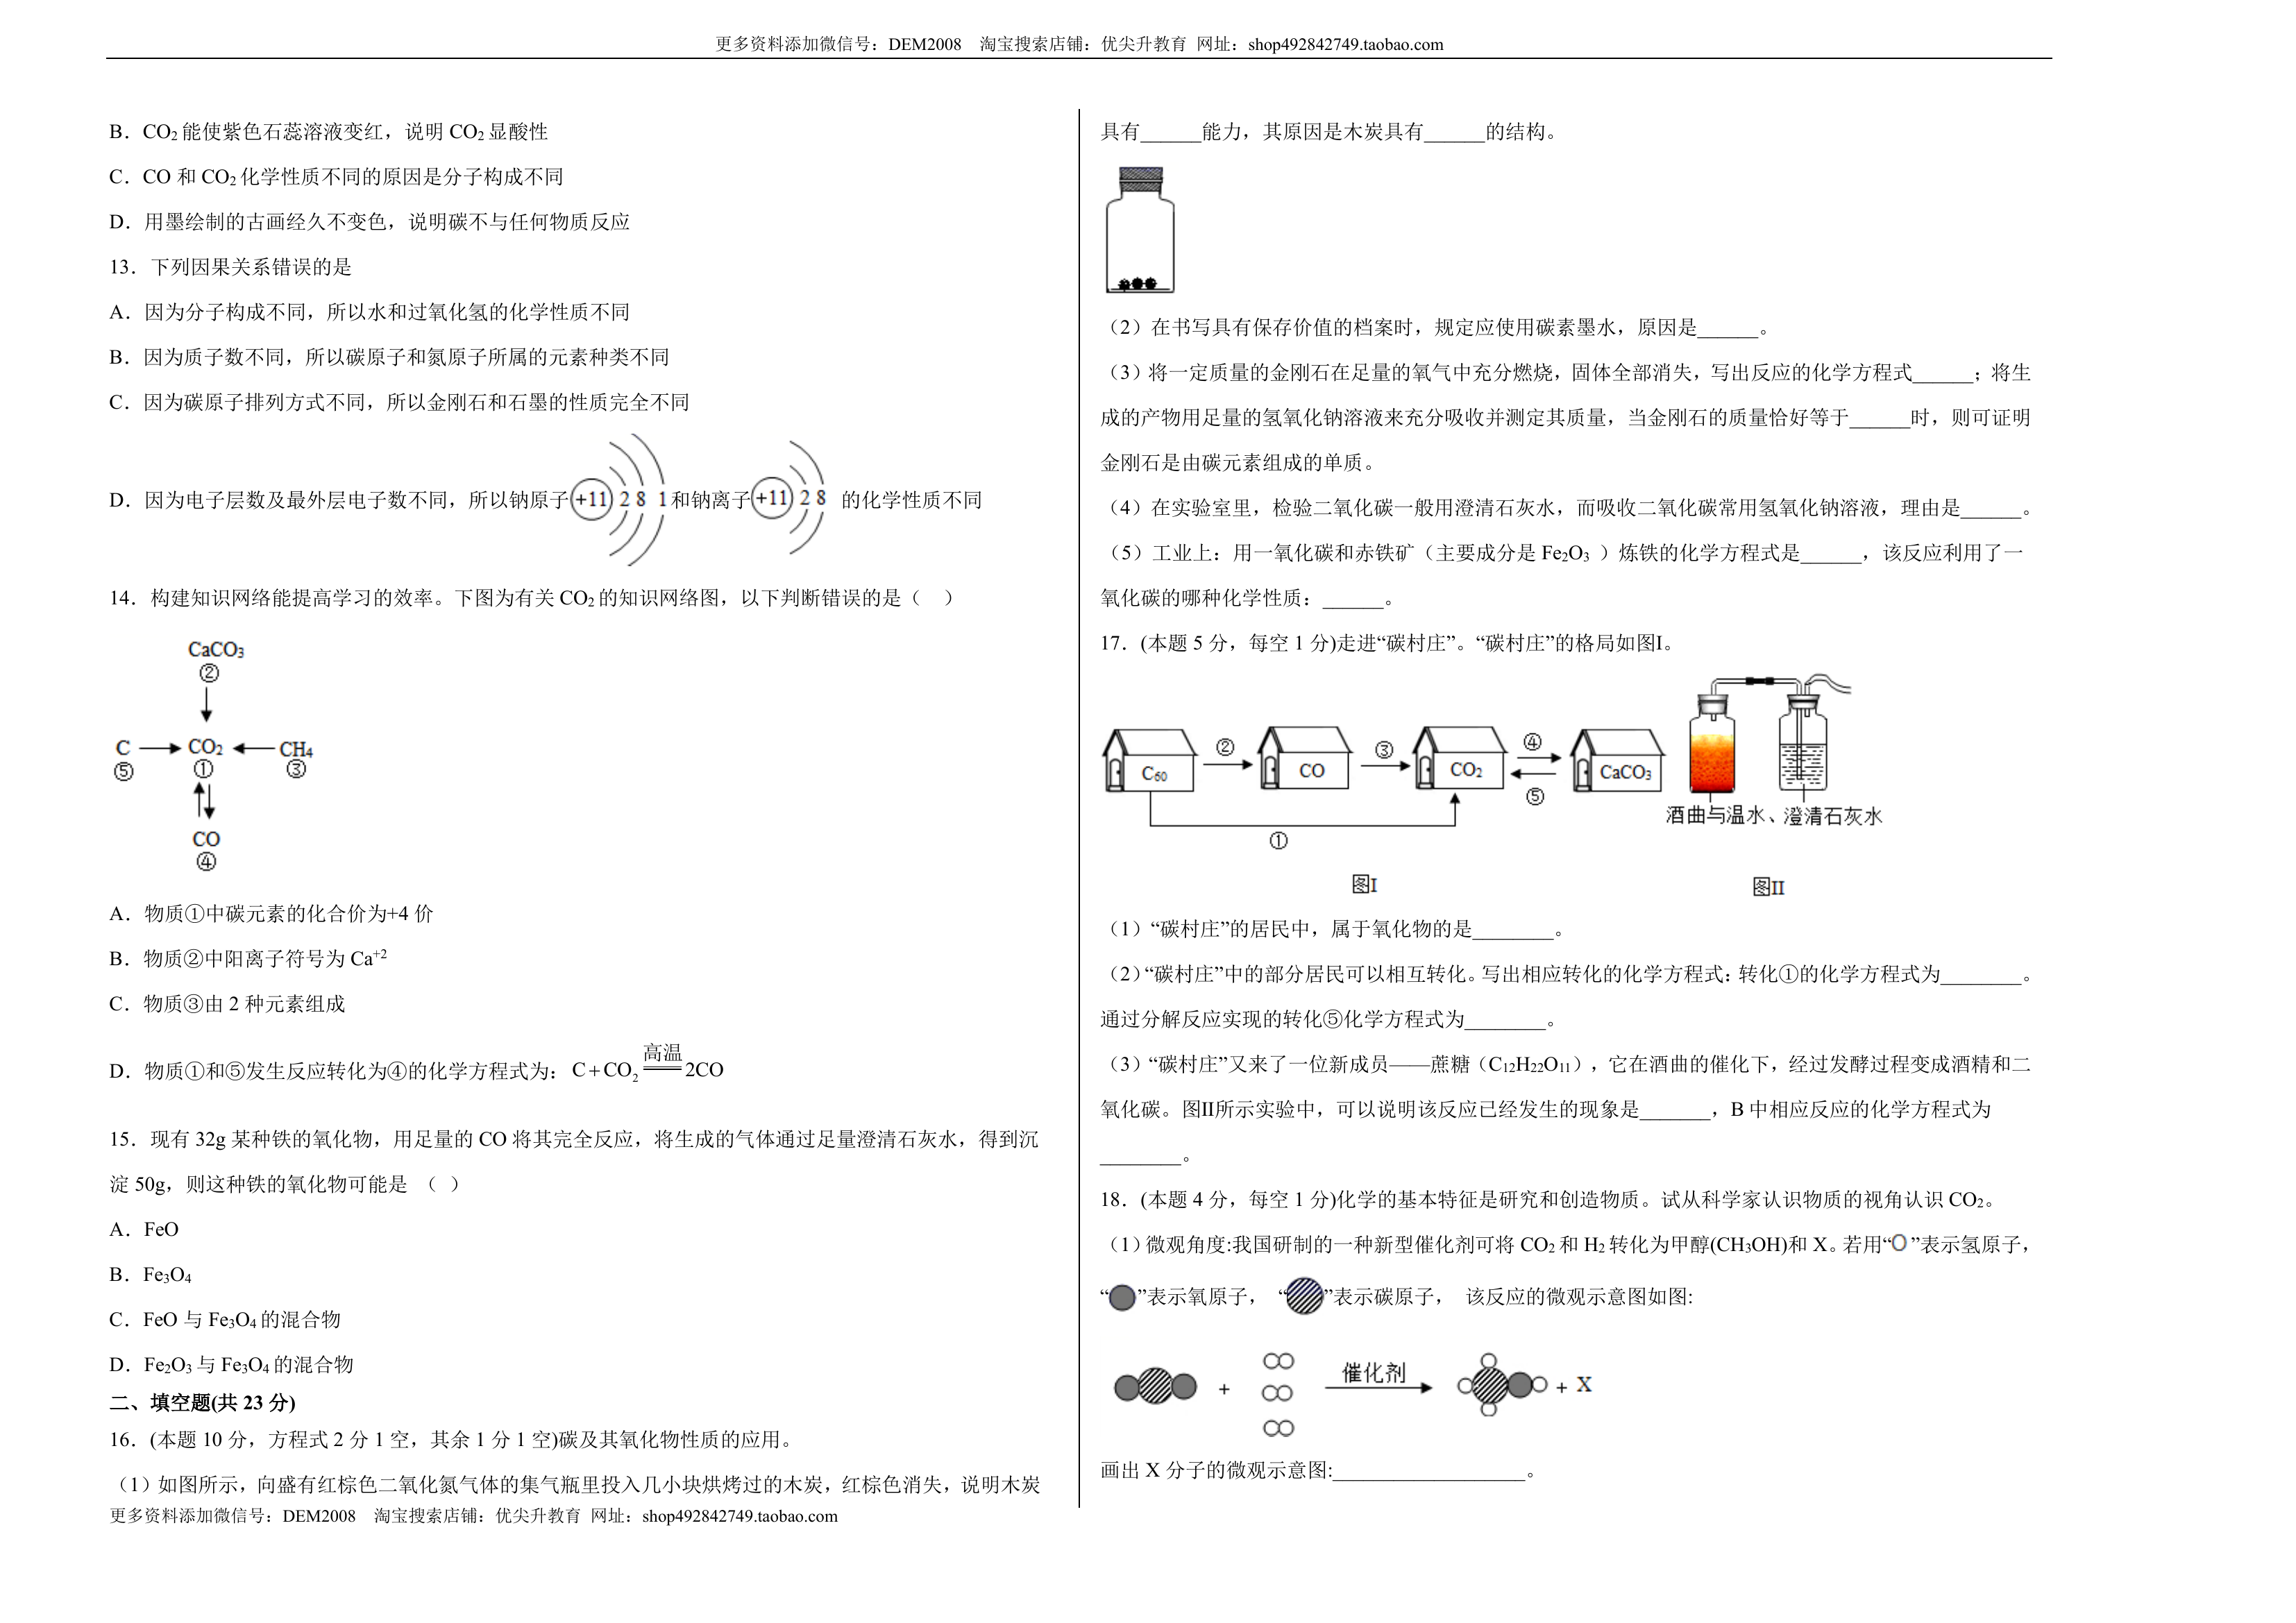 更多资料添加微信号：DEM2008 淘宝搜索店铺：优尖升教育 网址：shop492842749.taobao.com
B．CO₂能使紫色石蕊溶液变红，说明 CO₂显酸性
C．CO 和 CO₂化学性质不同的原因是分子构成不同
D．用墨绘制的古画经久不变色，说明碳不与任何物质反应
13．下列因果关系错误的是
A．因为分子构成不同，所以水和过氧化氢的化学性质不同
B．因为质子数不同，所以碳原子和氮原子所属的元素种类不同
C．因为碳原子排列方式不同，所以金刚石和石墨的性质完全不同
D．因为电子层数及最外层电子数不同，所以钠原子 +11 2 8 1 和钠离子 +11 2 8 的化学性质不同
14．构建知识网络能提高学习的效率。下图为有关 CO₂的知识网络图，以下判断错误的是（ ）
CaCO₃
②
C CO₂ CH₄
⑤ ① ③
CO
④
A．物质①中碳元素的化合价为+4 价
B．物质②中阳离子符号为 Ca⁺²
C．物质③由 2 种元素组成
D．物质①和⑤发生反应转化为④的化学方程式为：C+CO₂ 高温 2CO
15．现有 32g 某种铁的氧化物，用足量的 CO 将其完全反应，将生成的气体通过足量澄清石灰水，得到沉
淀 50g，则这种铁的氧化物可能是 （ ）
A．FeO
B．Fe₃O₄
C．FeO 与 Fe₃O₄的混合物
D．Fe₂O₃与 Fe₃O₄的混合物
二、填空题(共 23 分)
16．(本题 10 分，方程式 2 分 1 空，其余 1 分 1 空)碳及其氧化物性质的应用。
（1）如图所示，向盛有红棕色二氧化氮气体的集气瓶里投入几小块烘烤过的木炭，红棕色消失，说明木炭
更多资料添加微信号：DEM2008 淘宝搜索店铺：优尖升教育 网址：shop492842749.taobao.com
具有______能力，其原因是木炭具有______的结构。
（2）在书写具有保存价值的档案时，规定应使用碳素墨水，原因是______。
（3）将一定质量的金刚石在足量的氧气中充分燃烧，固体全部消失，写出反应的化学方程式______；将生
成的产物用足量的氢氧化钠溶液来充分吸收并测定其质量，当金刚石的质量恰好等于______时，则可证明
金刚石是由碳元素组成的单质。
（4）在实验室里，检验二氧化碳一般用澄清石灰水，而吸收二氧化碳常用氢氧化钠溶液，理由是______。
（5）工业上：用一氧化碳和赤铁矿（主要成分是 Fe₂O₃ ）炼铁的化学方程式是______，该反应利用了一
氧化碳的哪种化学性质：______。
17．(本题 5 分，每空 1 分)走进“碳村庄”。“碳村庄”的格局如图Ⅰ。
C₆₀ ② CO ③ CO₂ ④ ⑤ CaCO₃
①
图Ⅰ
酒曲与温水、澄清石灰水
图II
（1）“碳村庄”的居民中，属于氧化物的是________。
（2）“碳村庄”中的部分居民可以相互转化。写出相应转化的化学方程式：转化①的化学方程式为________。
通过分解反应实现的转化⑤化学方程式为________。
（3）“碳村庄”又来了一位新成员——蔗糖（C₁₂H₂₂O₁₁），它在酒曲的催化下，经过发酵过程变成酒精和二
氧化碳。图Ⅱ所示实验中，可以说明该反应已经发生的现象是_______，B 中相应反应的化学方程式为
________。
18．(本题 4 分，每空 1 分)化学的基本特征是研究和创造物质。试从科学家认识物质的视角认识 CO₂。
（1）微观角度:我国研制的一种新型催化剂可将 CO₂和 H₂转化为甲醇(CH₃OH)和 X。若用“ ”表示氢原子，
“ ”表示氧原子， “ ”表示碳原子， 该反应的微观示意图如图:
+ 催化剂 + X
画出 X 分子的微观示意图:___________________。